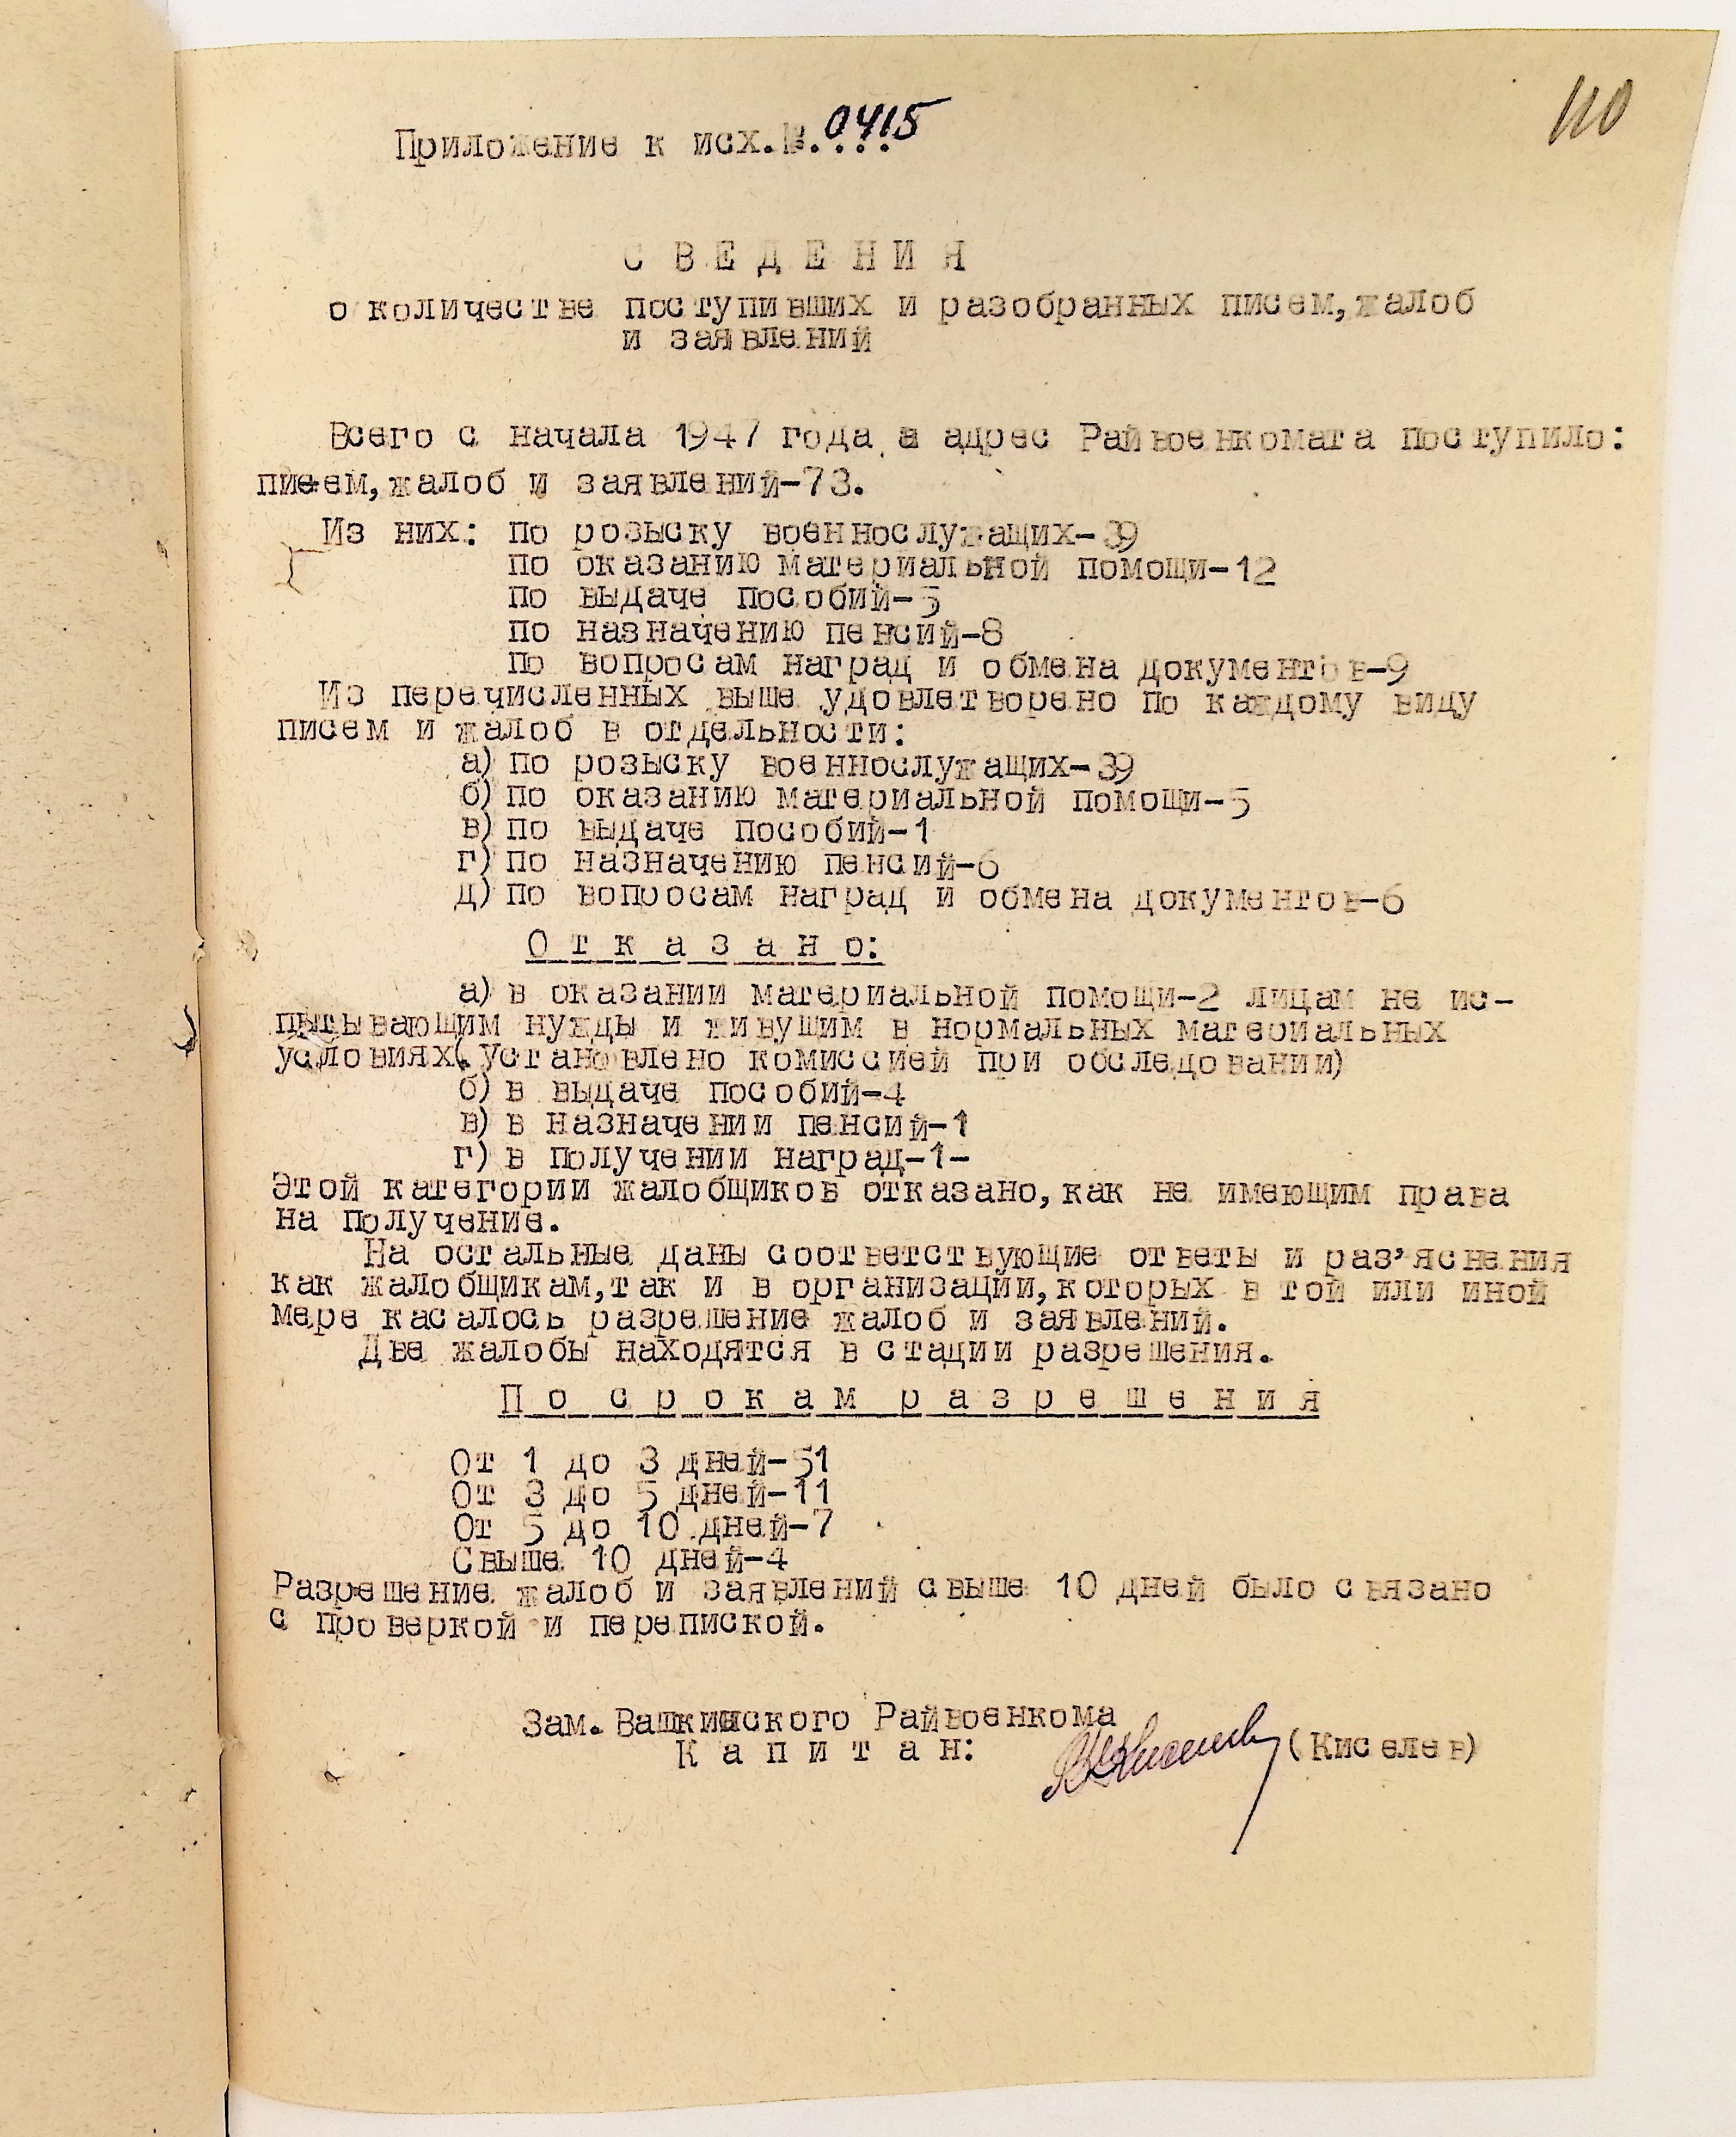 110
Приложение к исх.№.0415
С В Е Д Е Н И Я
о количестве поступивших и разобранных писем,жалоб
и заявлений
Всего с начала 1947 года в адрес Райвоенкомата поступило:
писем,жалоб и заявлений-73.
Из них: по розыску военнослужащих-39
по оказанию материальной помощи-12
по выдаче пособий-5
по назначению пенсий-8
по вопросам наград и обмена документов-9
Из перечисленных выше удовлетворено по каждому виду
писем и жалоб в отдельности:
а) по розыску военнослужащих-39
б) по оказанию материальной помощи-5
в) по выдаче пособий-1
г) по назначению пенсий-6
д) по вопросам наград и обмена документов-6
О т к а з а н о:
а) в оказании материальной помощи-2 лицам не ис-
пытывающим нужды и живущим в нормальных материальных
условиях(установлено комиссией при обследовании)
б) в выдаче пособий-4
в) в назначении пенсий-1
г) в получении наград-1-
Этой категории жалобщиков отказано,как не имеющим права
на получение.
На остальные даны соответствующие ответы и раз’яснения
как жалобщикам,так и в организации,которых в той или иной
мере касалось разрешение жалоб и заявлений.
Две жалобы находятся в стадии разрешения.
П о с р о к а м р а з р е ш е н и я
От 1 до 3 дней-51
От 3 до 5 дней-11
От 5 до 10 дней-7
Свыше 10 дней-4
Разрешение жалоб и заявлений свыше 10 дней было связано
с проверкой и перепиской.
Зам. Вашкинского Райвоенкома
К а п и т а н: (Киселев)